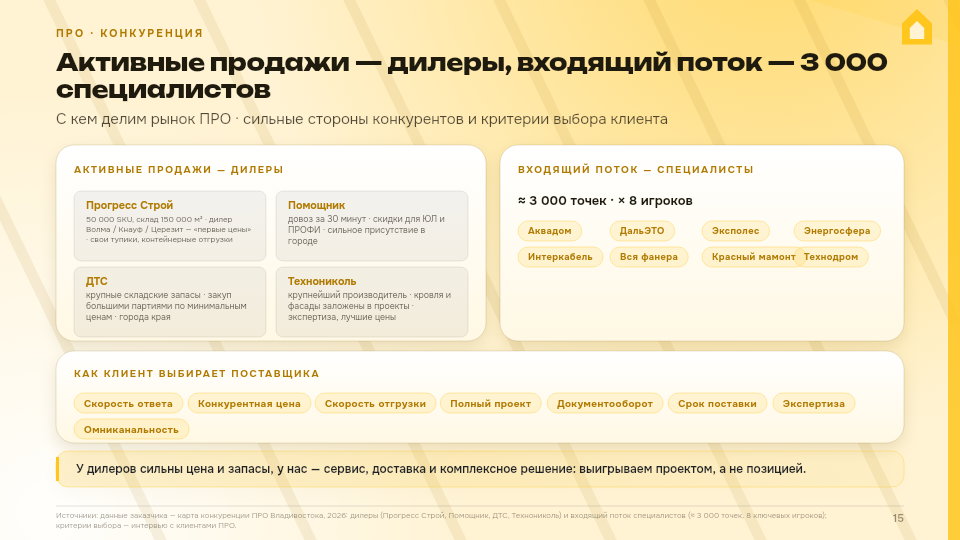 ПРО · КОНКУРЕНЦИЯ
Активные продажи — дилеры, входящий поток — 3 000
специалистов
С кем делим рынок ПРО · сильные стороны конкурентов и критерии выбора клиента
АКТИВНЫЕ ПРОДАЖИ — ДИЛЕРЫ
Прогресс Строй
50 000 SKU, склад 150 000 м² · дилер
Волма / Кнауф / Церезит — «первые цены»
· свои тупики, контейнерные отгрузки
Помощник
довоз за 30 минут · скидки для ЮЛ и
ПРОФИ · сильное присутствие в
городе
ДТС
крупные складские запасы · закуп
большими партиями по минимальным
ценам · города края
Технониколь
крупнейший производитель · кровля и
фасады заложены в проекты ·
экспертиза, лучшие цены
ВХОДЯЩИЙ ПОТОК — СПЕЦИАЛИСТЫ
≈ 3 000 точек · × 8 игроков
Аквадом ДальЭТО Эксполес Энергосфера
Интеркабель Вся фанера Красный мамонт Технодром
КАК КЛИЕНТ ВЫБИРАЕТ ПОСТАВЩИКА
Скорость ответа Конкурентная цена Скорость отгрузки Полный проект Документооборот Срок поставки Экспертиза
Омниканальность
У дилеров сильны цена и запасы, у нас — сервис, доставка и комплексное решение: выигрываем проектом, а не позицией.
Источники: данные заказчика — карта конкуренции ПРО Владивостока, 2026: дилеры (Прогресс Строй, Помощник, ДТС, Технониколь) и входящий поток специалистов (≈ 3 000 точек, 8 ключевых игроков);
критерии выбора — интервью с клиентами ПРО.
15